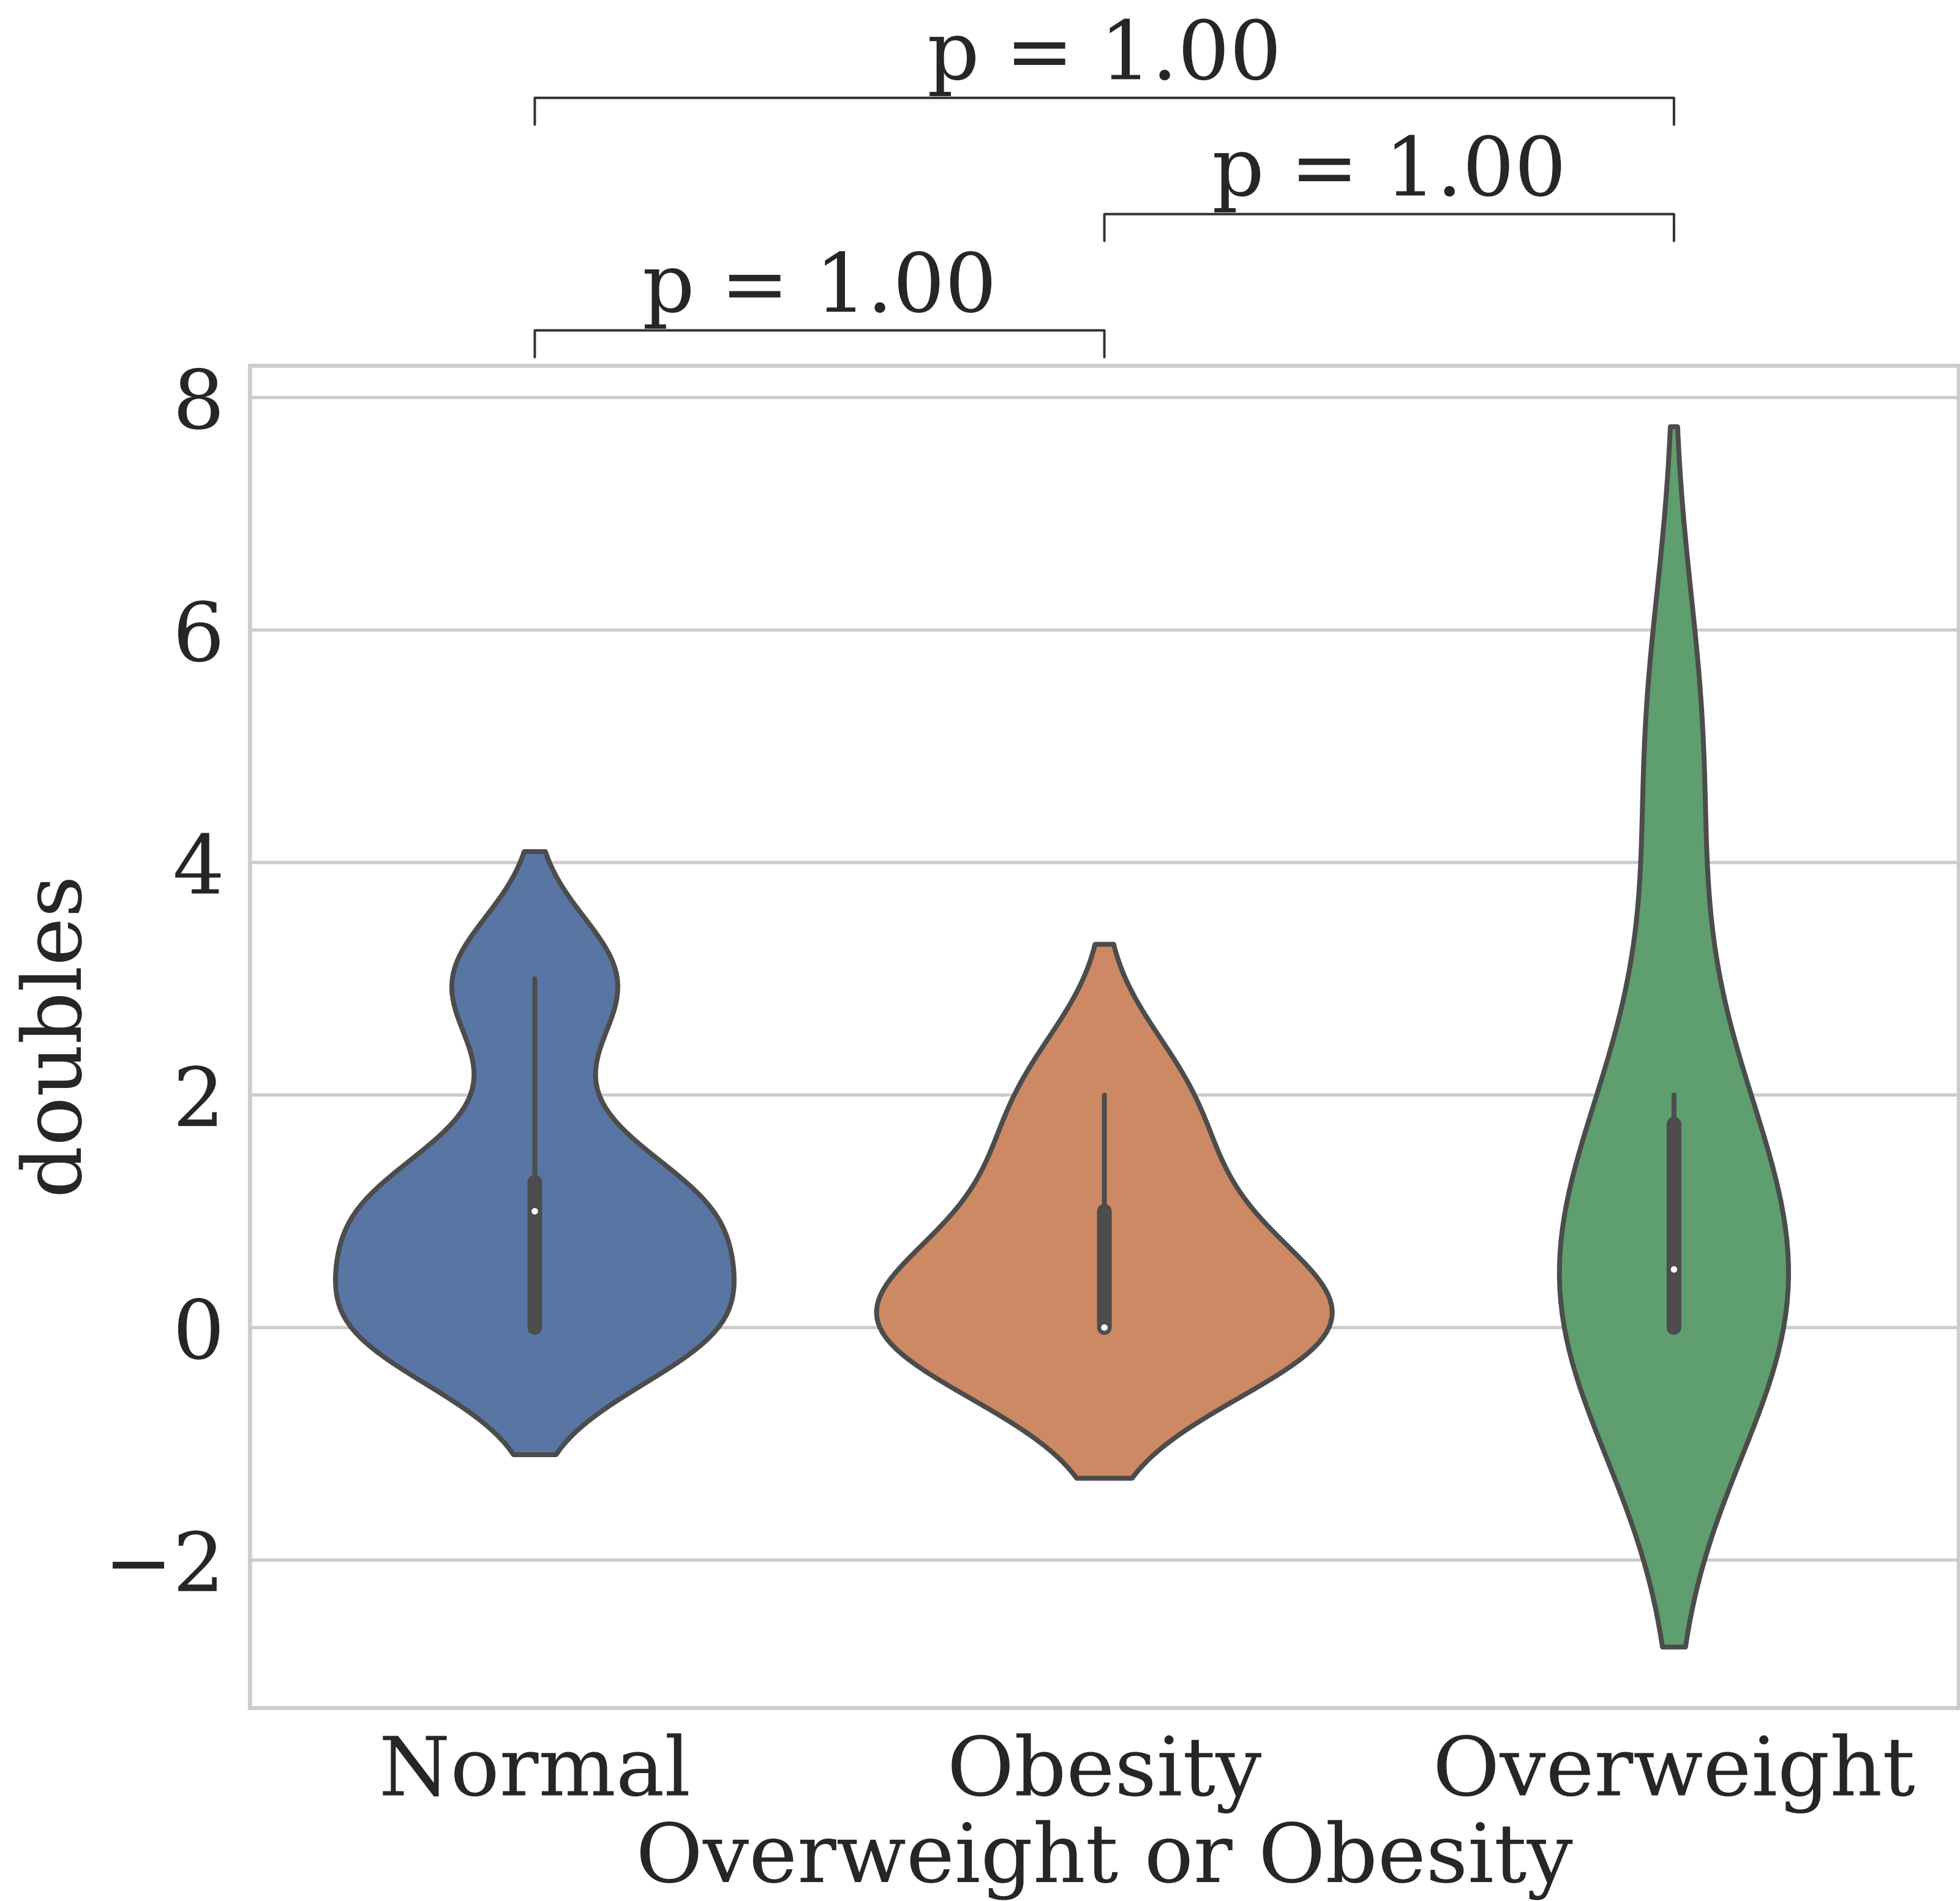 p = 1.00
p = 1.00
p = 1.00
8
6
4
2
0
−2
doubles
Normal
Obesity
Overweight
Overweight or Obesity